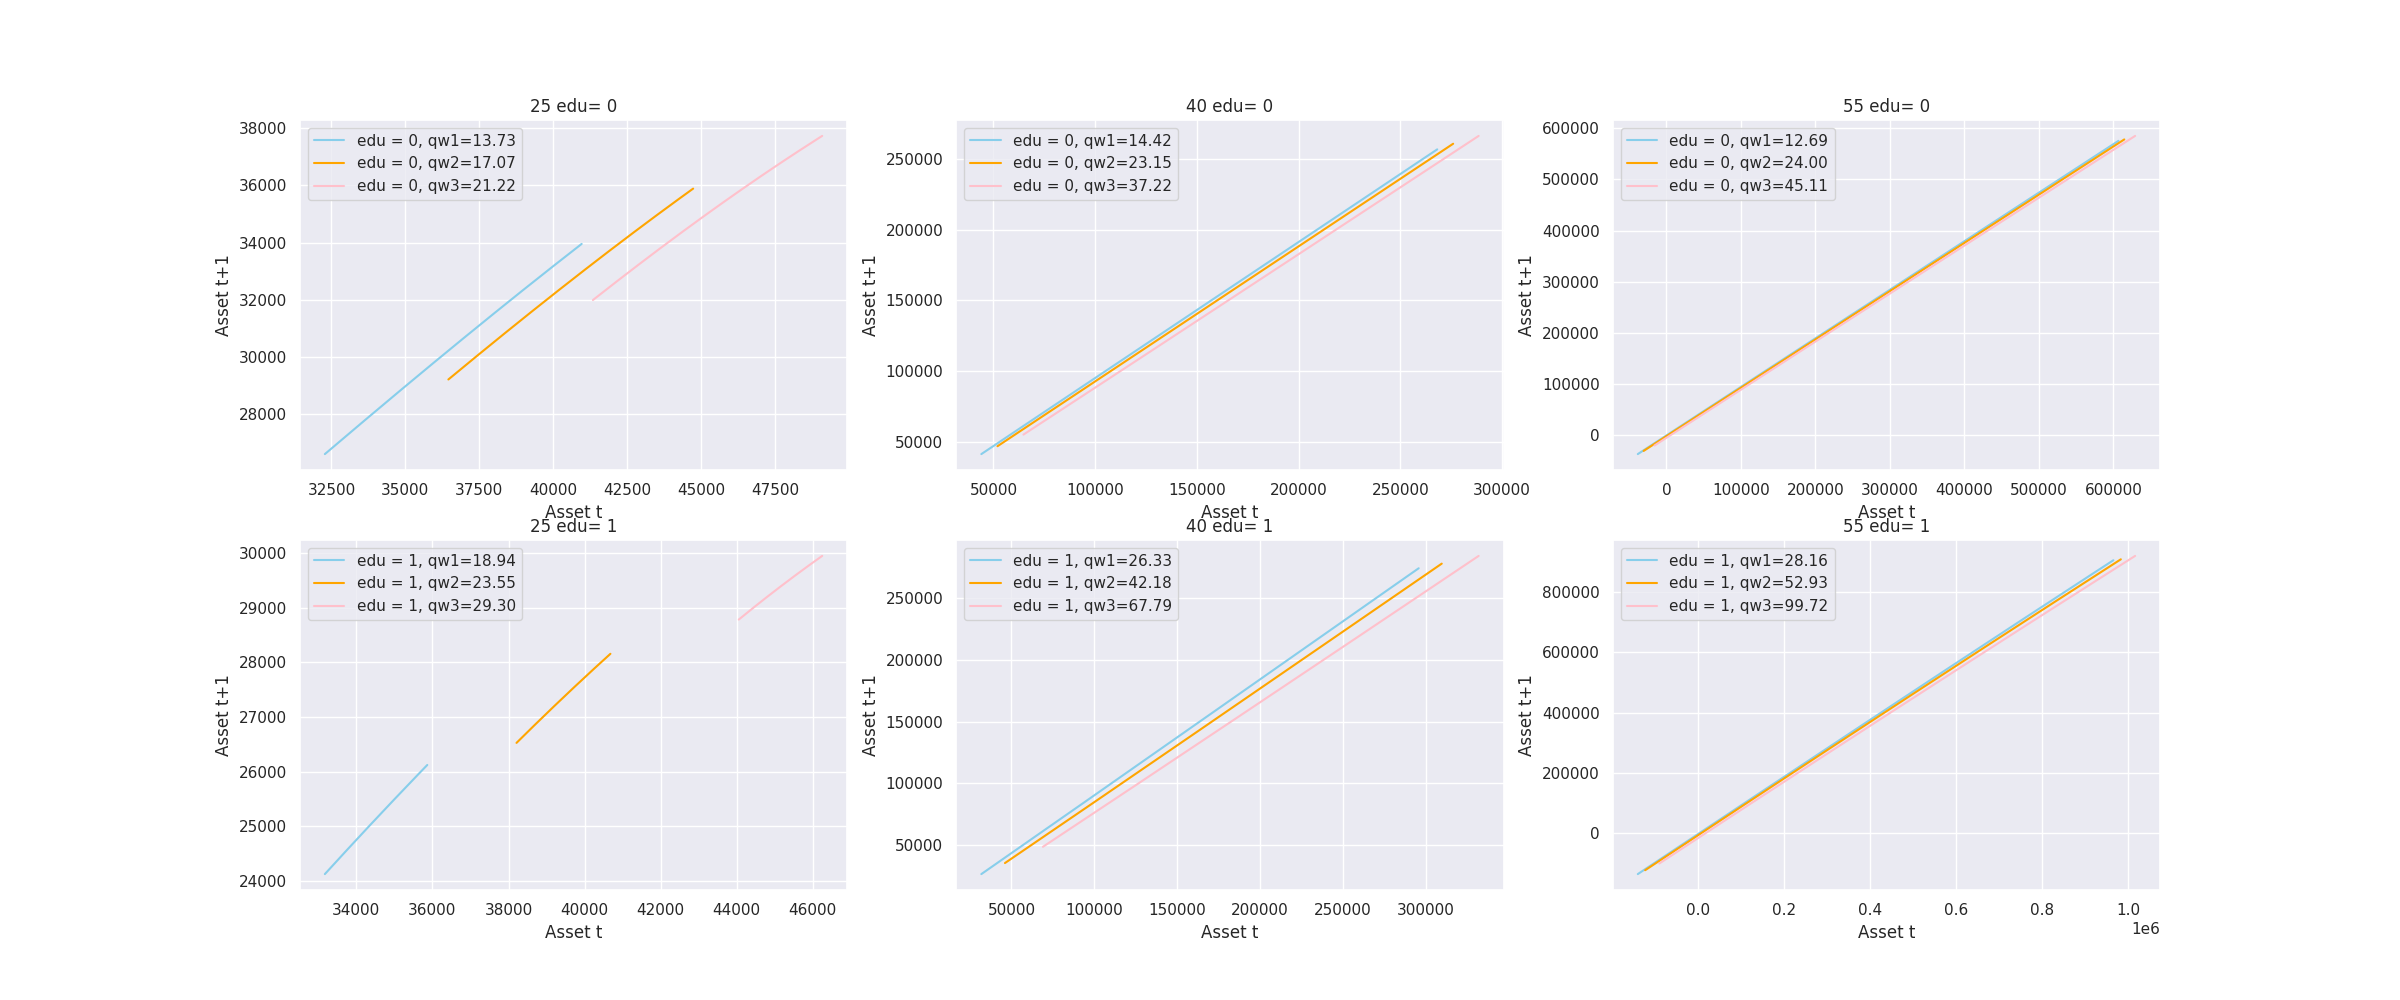 25 edu= 0
38000
36000
34000
32000
30000
28000
Asset t+1
edu = 0, qw1=13.73
edu = 0, qw2=17.07
edu = 0, qw3=21.22
32500 35000 37500 40000 42500 45000 47500
Asset t
40 edu= 0
250000
200000
150000
100000
50000
Asset t+1
edu = 0, qw1=14.42
edu = 0, qw2=23.15
edu = 0, qw3=37.22
50000 100000 150000 200000 250000 300000
Asset t
55 edu= 0
600000
500000
400000
300000
200000
100000
0
Asset t+1
edu = 0, qw1=12.69
edu = 0, qw2=24.00
edu = 0, qw3=45.11
0 100000 200000 300000 400000 500000 600000
Asset t
25 edu= 1
30000
29000
28000
27000
26000
25000
24000
Asset t+1
edu = 1, qw1=18.94
edu = 1, qw2=23.55
edu = 1, qw3=29.30
34000 36000 38000 40000 42000 44000 46000
Asset t
40 edu= 1
250000
200000
150000
100000
50000
Asset t+1
edu = 1, qw1=26.33
edu = 1, qw2=42.18
edu = 1, qw3=67.79
50000 100000 150000 200000 250000 300000
Asset t
55 edu= 1
800000
600000
400000
200000
0
Asset t+1
edu = 1, qw1=28.16
edu = 1, qw2=52.93
edu = 1, qw3=99.72
0.0 0.2 0.4 0.6 0.8 1.0
1e6
Asset t